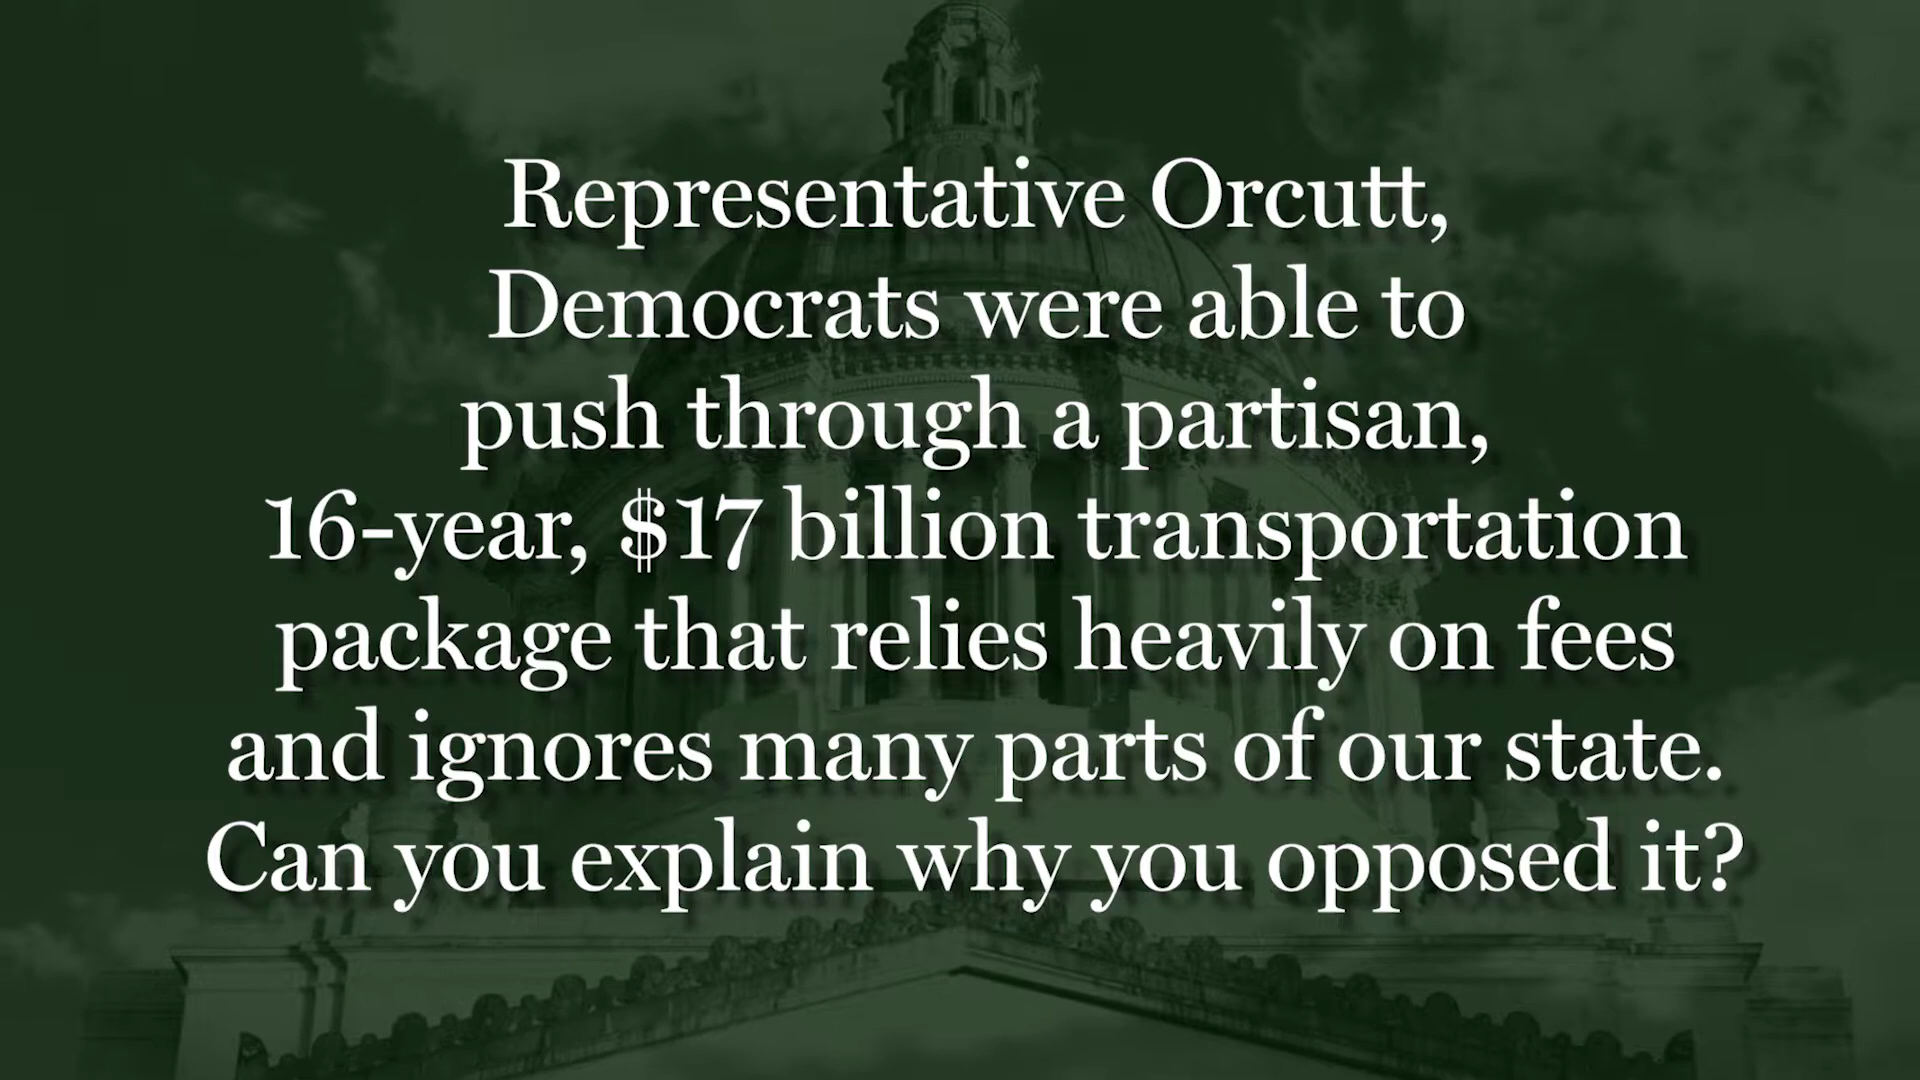 Representative Orcutt,
Democrats were able to
push through a partisan,
16-year, $17 billion transportation
package that relies heavily on fees
and ignores many parts of our state.
Can you explain why you opposed it?